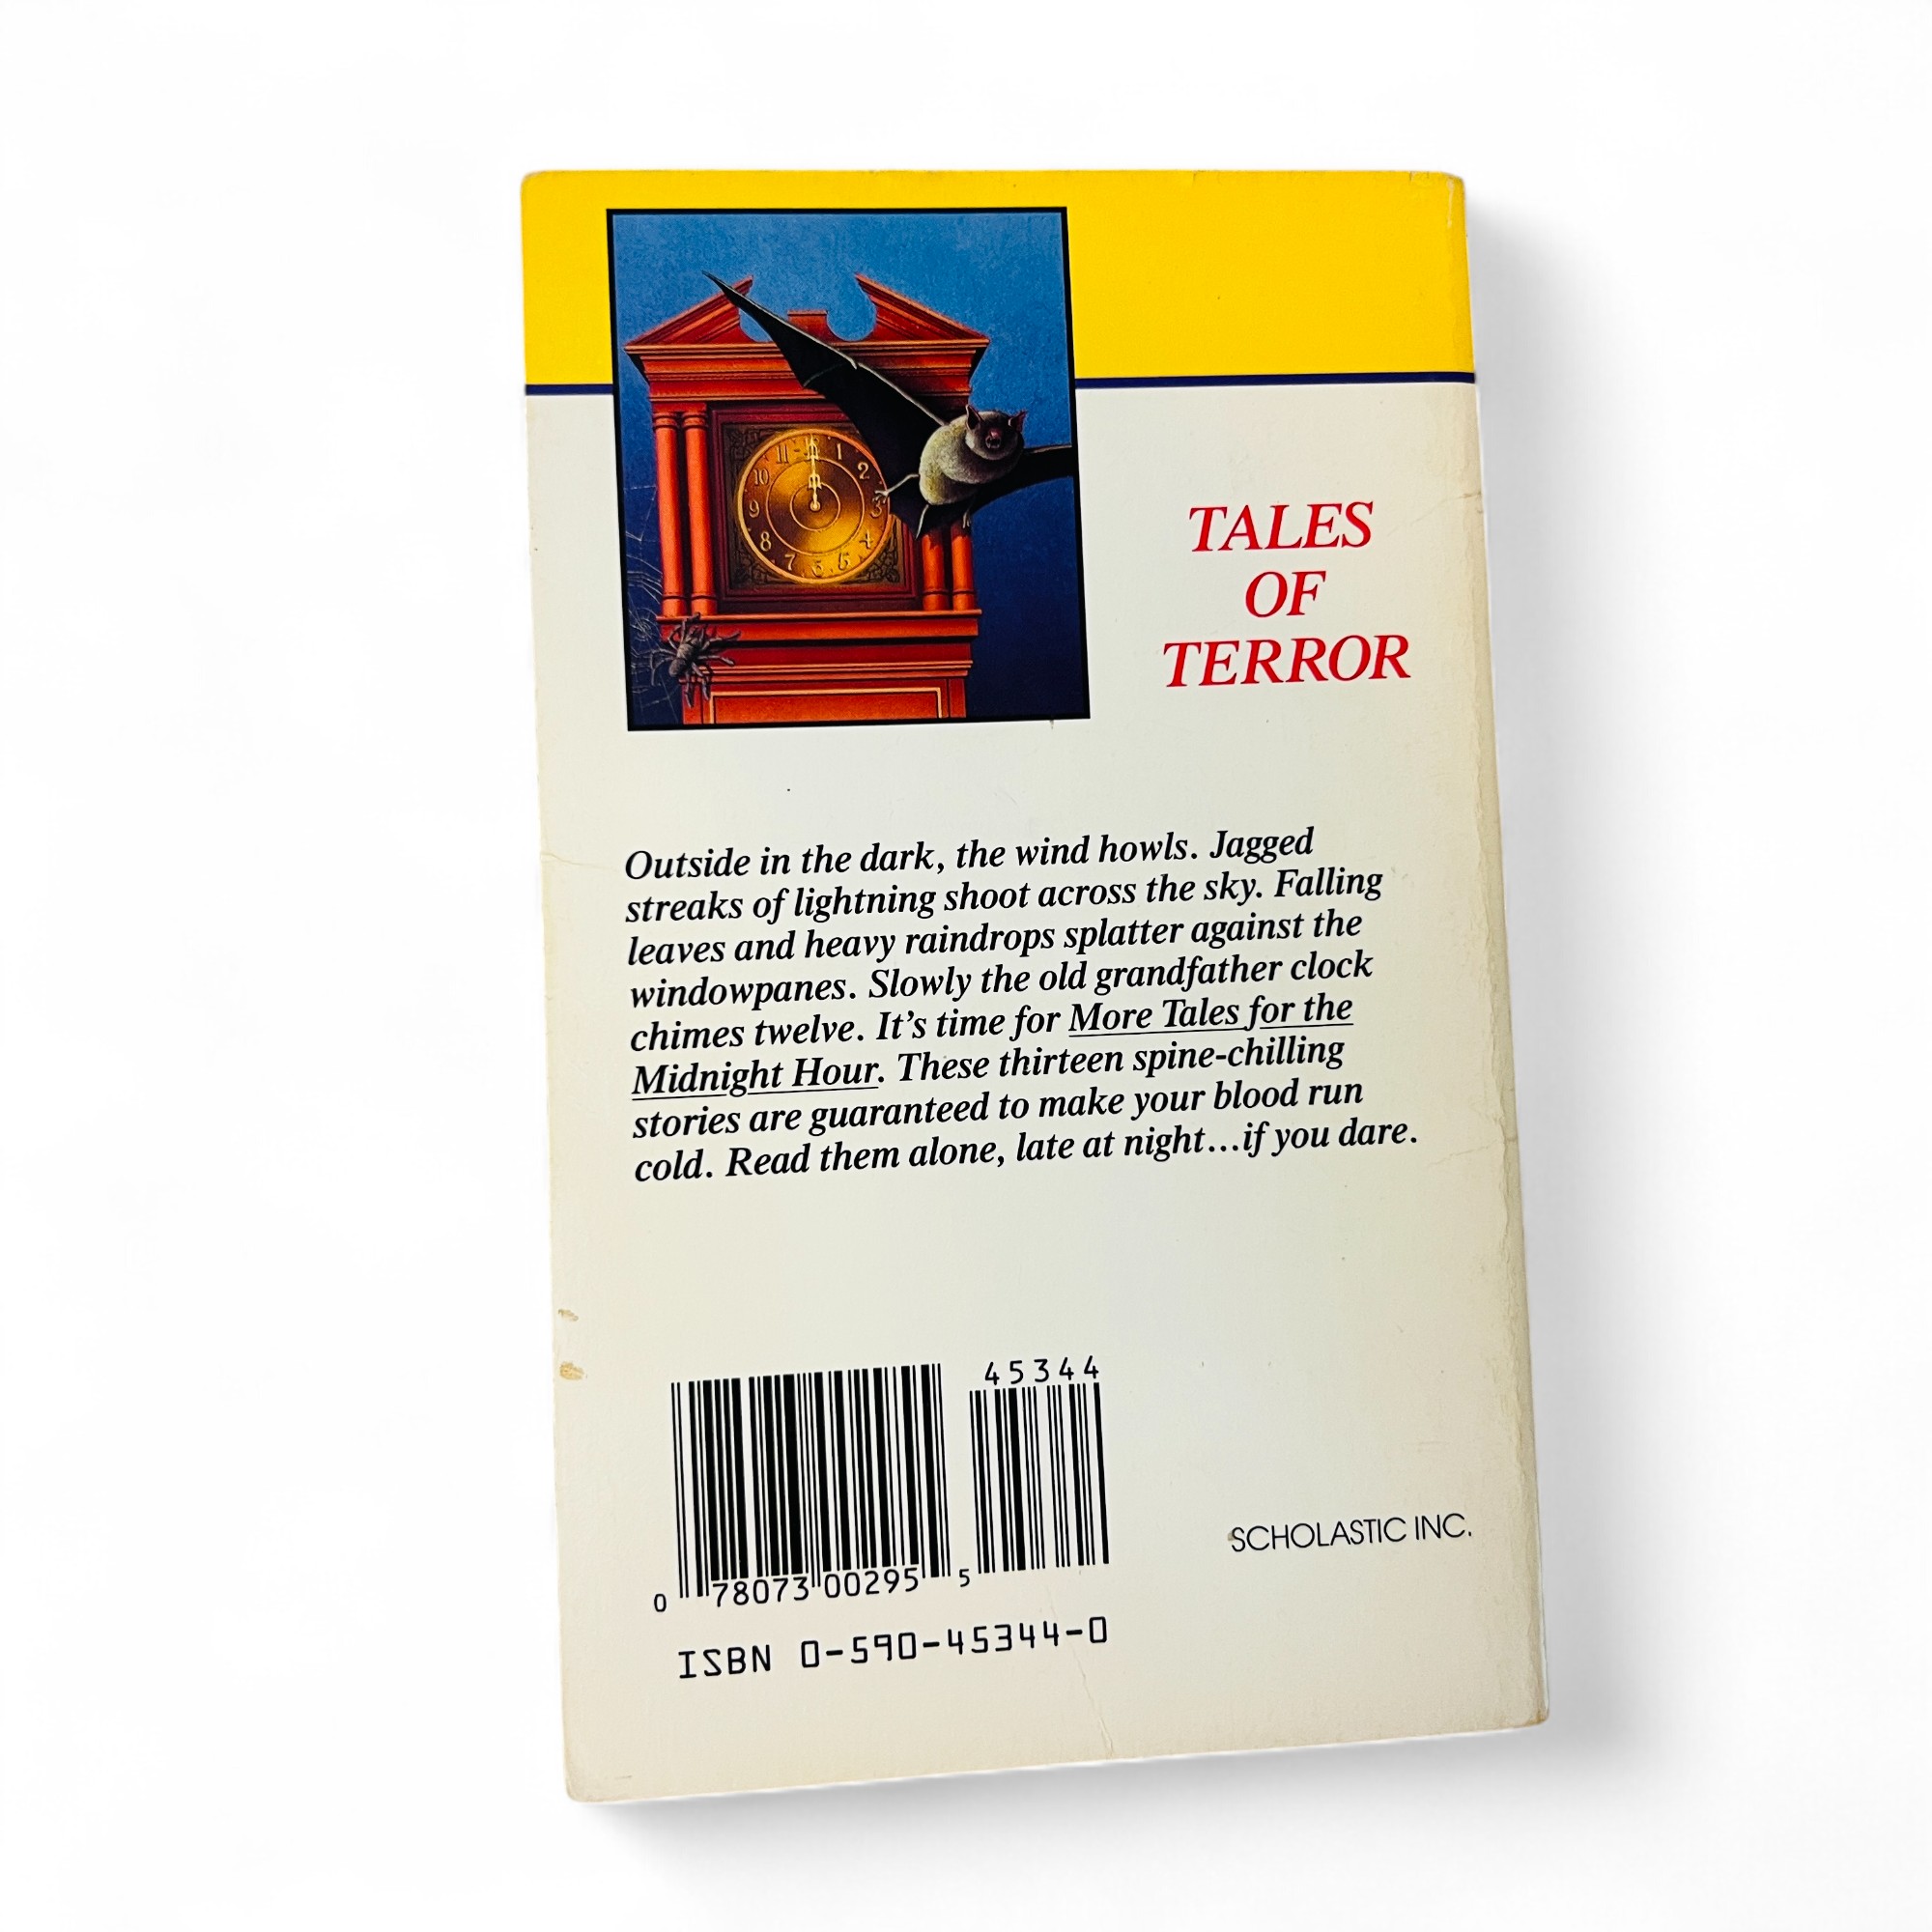 TALES
OF
TERROR
Outside in the dark, the wind howls. Jagged
streaks of lightning shoot across the sky. Falling
leaves and heavy raindrops splatter against the
windowpanes. Slowly the old grandfather clock
chimes twelve. It's time for More Tales for the
Midnight Hour. These thirteen spine-chilling
stories are guaranteed to make your blood run
cold. Read them alone, late at night...if you dare.
45344
0 78073 00295 5
ISBN 0-590-45344-0
SCHOLASTIC INC.